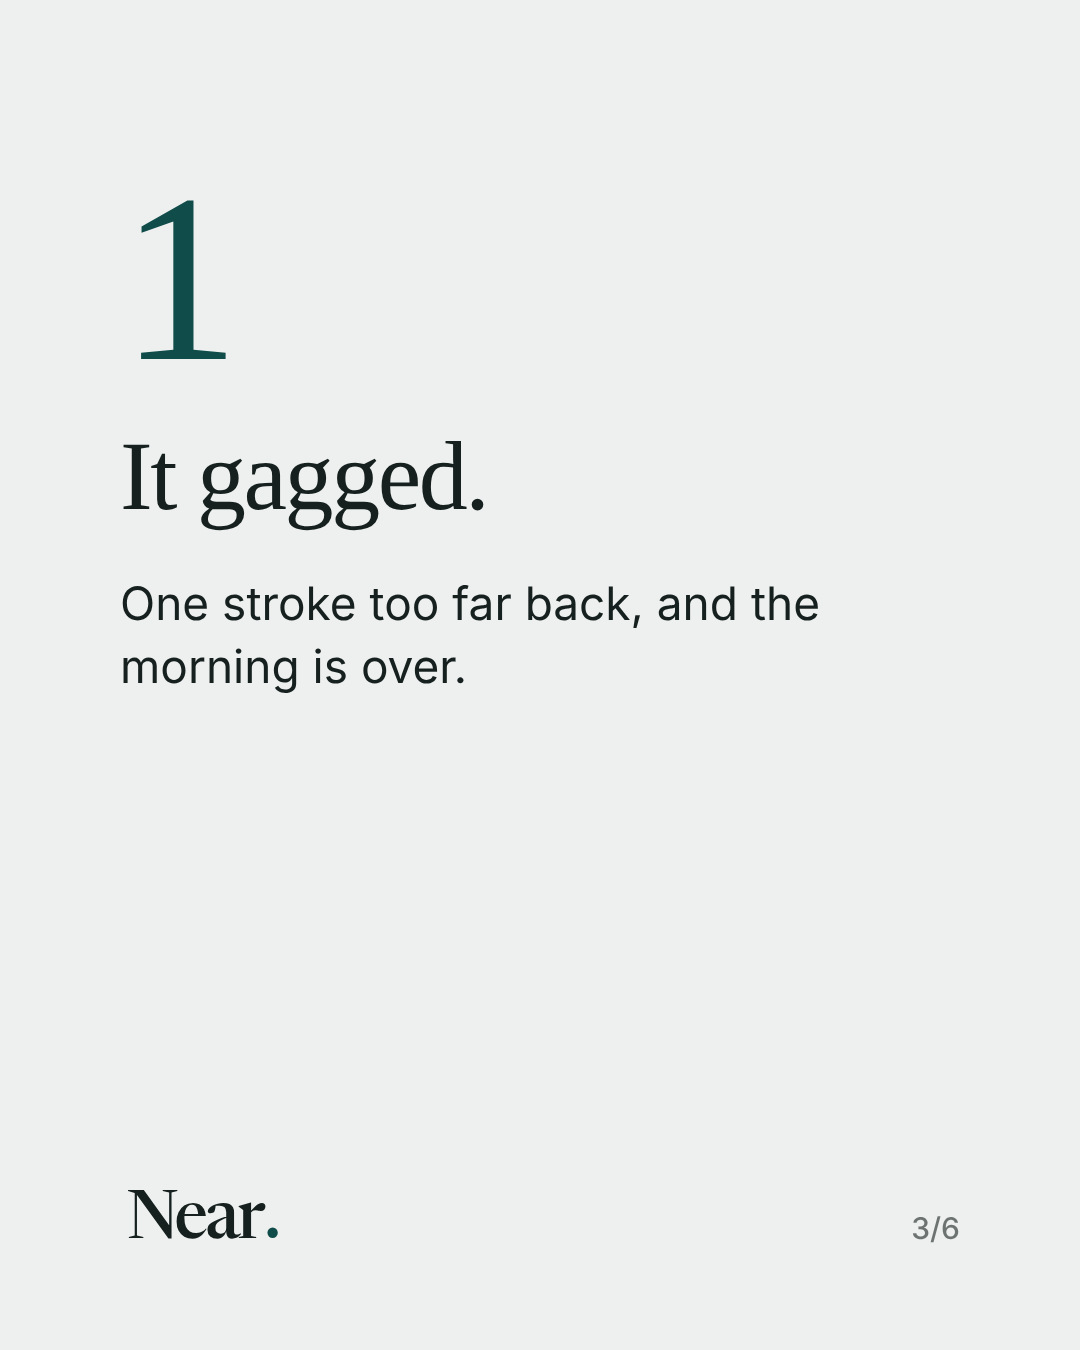 1
It gagged.
One stroke too far back, and the
morning is over.
Near.
3/6